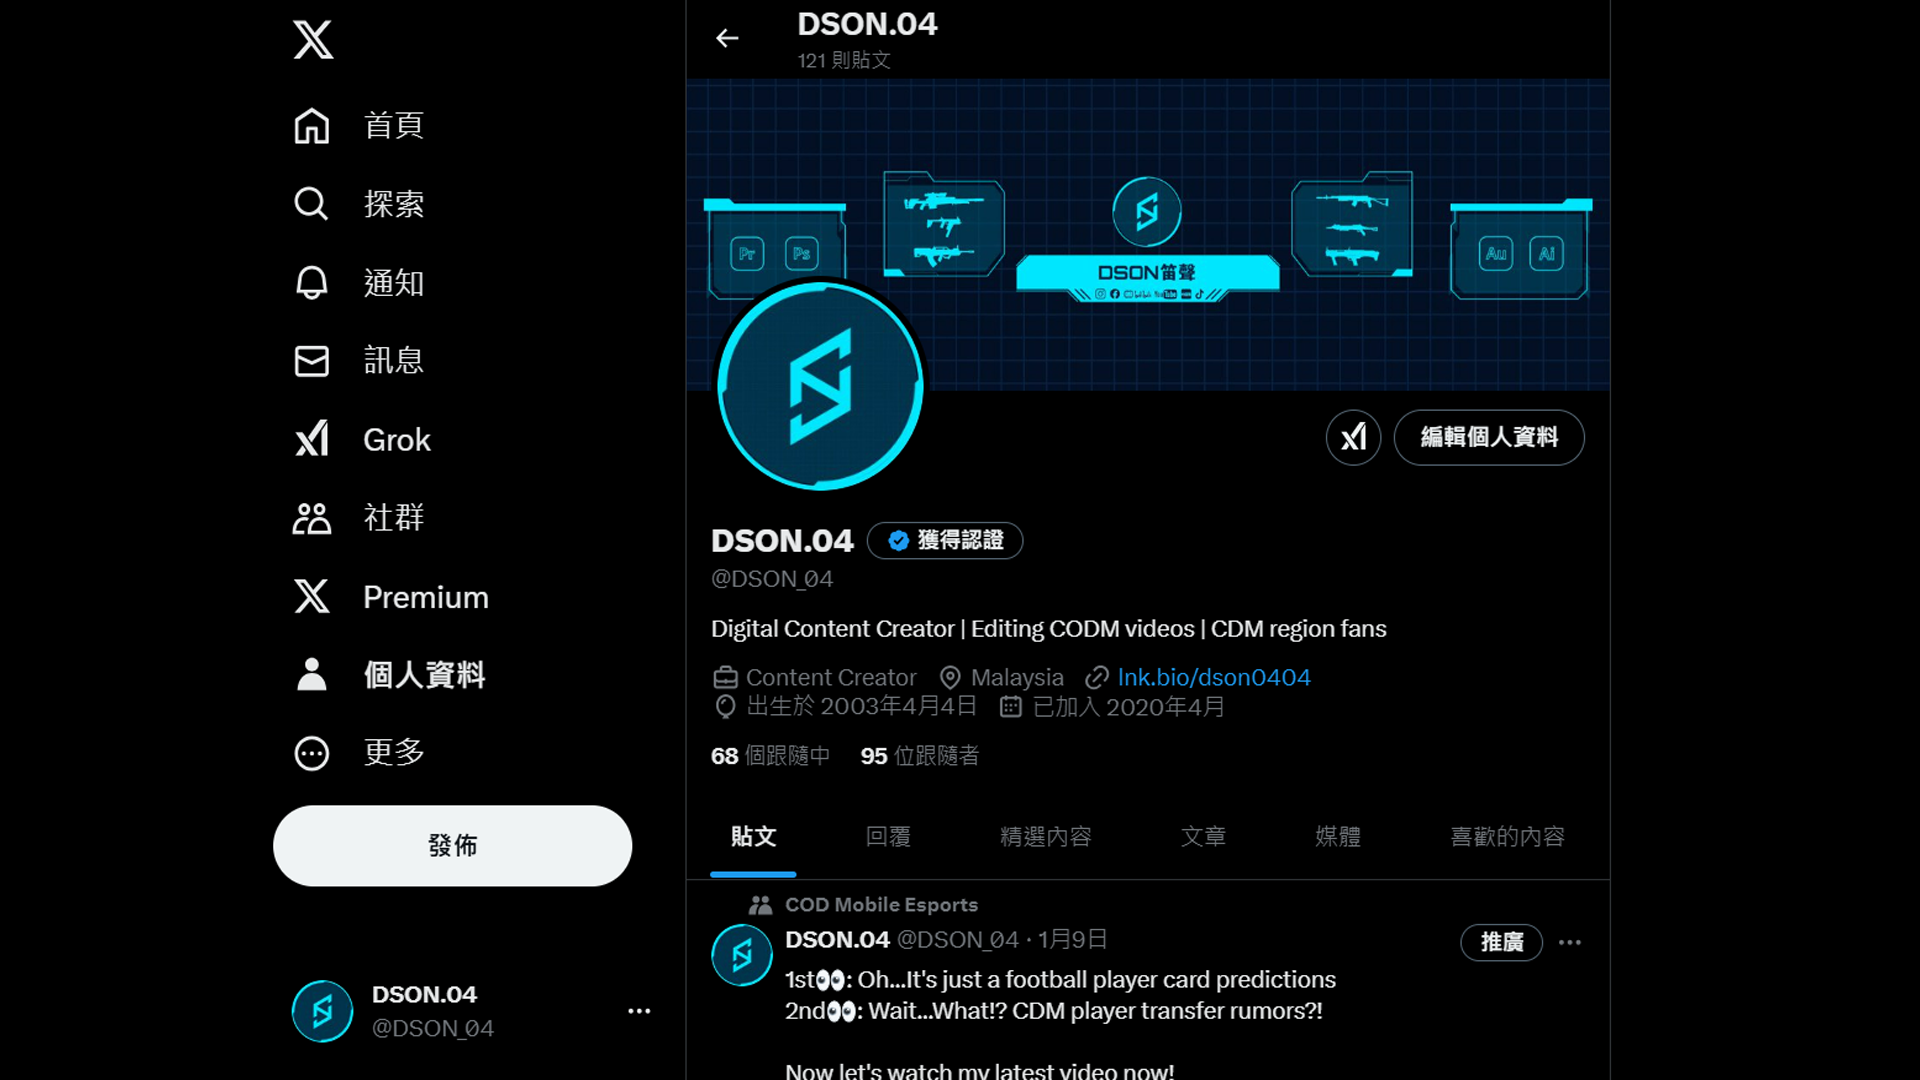 首頁
探索
通知
訊息
Grok
社群
Premium
個人資料
更多
發佈
DSON.04
@DSON_04
DSON.04
121 則貼文
Pr
Ps
DSON笛聲
Au
Ai
編輯個人資料
DSON.04
獲得認證
@DSON_04
Digital Content Creator | Editing CODM videos | CDM region fans
Content Creator Malaysia lnk.bio/dson0404
出生於 2003年4月4日 已加入 2020年4月
68 個跟隨中 95 位跟隨者
貼文 回覆 精選內容 文章 媒體 喜歡的內容
COD Mobile Esports
DSON.04 @DSON_04 · 1月9日
推廣
1st👀: Oh...It's just a football player card predictions
2nd👀: Wait...What!? CDM player transfer rumors?!
Now let's watch my latest video now!